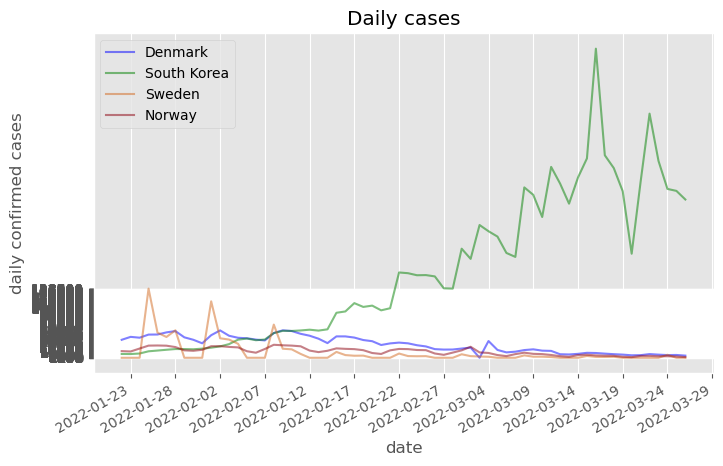 Daily cases
Denmark
South Korea
Sweden
Norway
daily confirmed cases
2022-01-23
2022-01-28
2022-02-02
2022-02-07
2022-02-12
2022-02-17
2022-02-22
2022-02-27
2022-03-04
2022-03-09
2022-03-14
2022-03-19
2022-03-24
2022-03-29
date